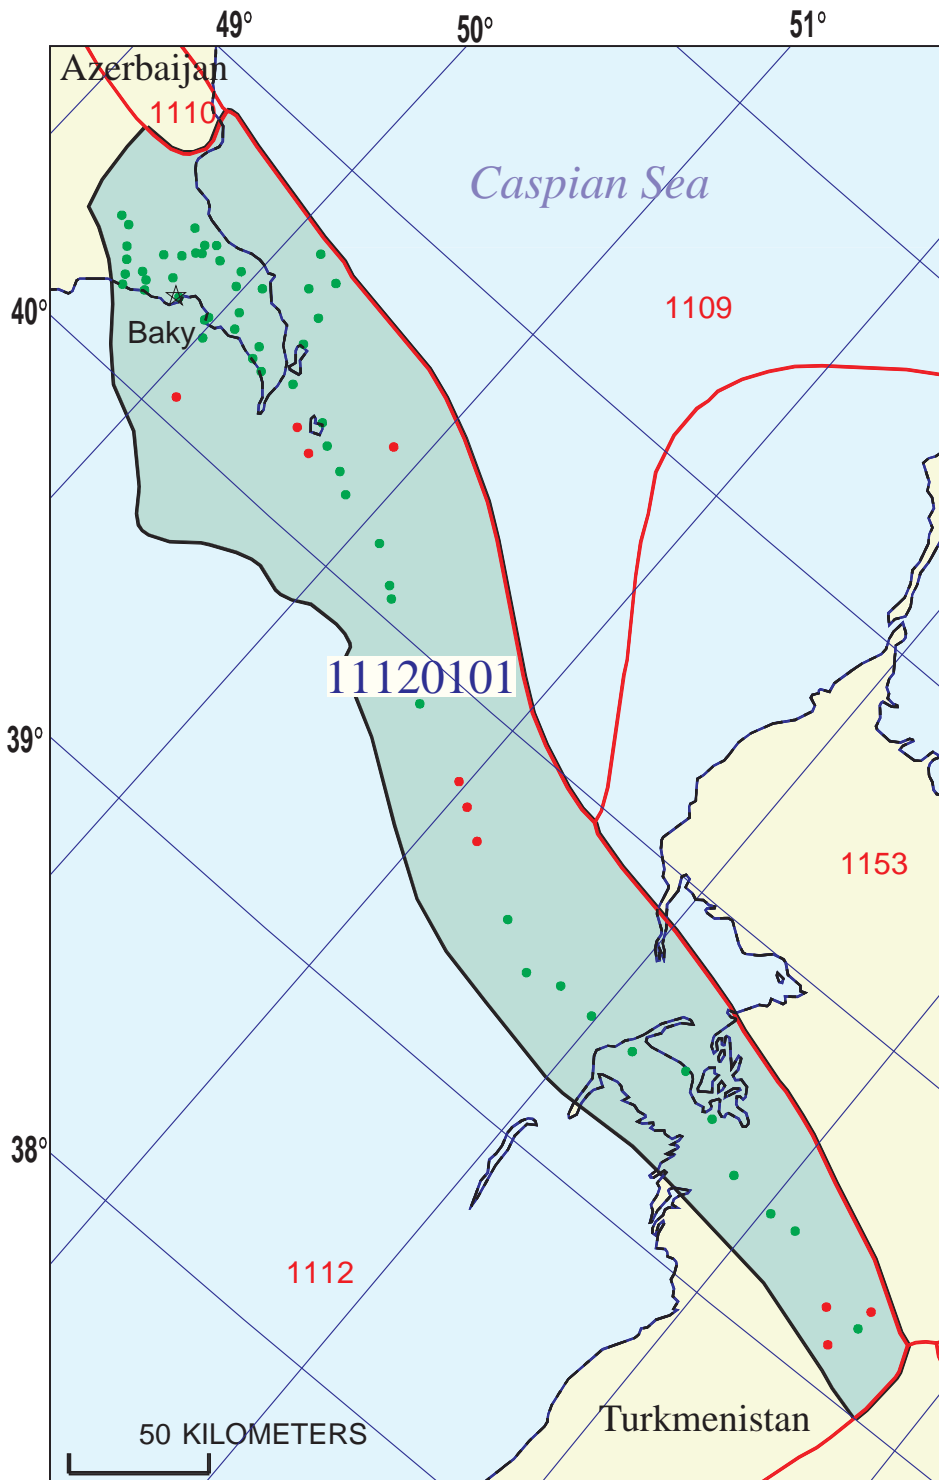 49°
50°
51°
Azerbaijan
1110
Caspian Sea
40°
1109
Baky
11120101
39°
1153
38°
1112
Turkmenistan
50 KILOMETERS